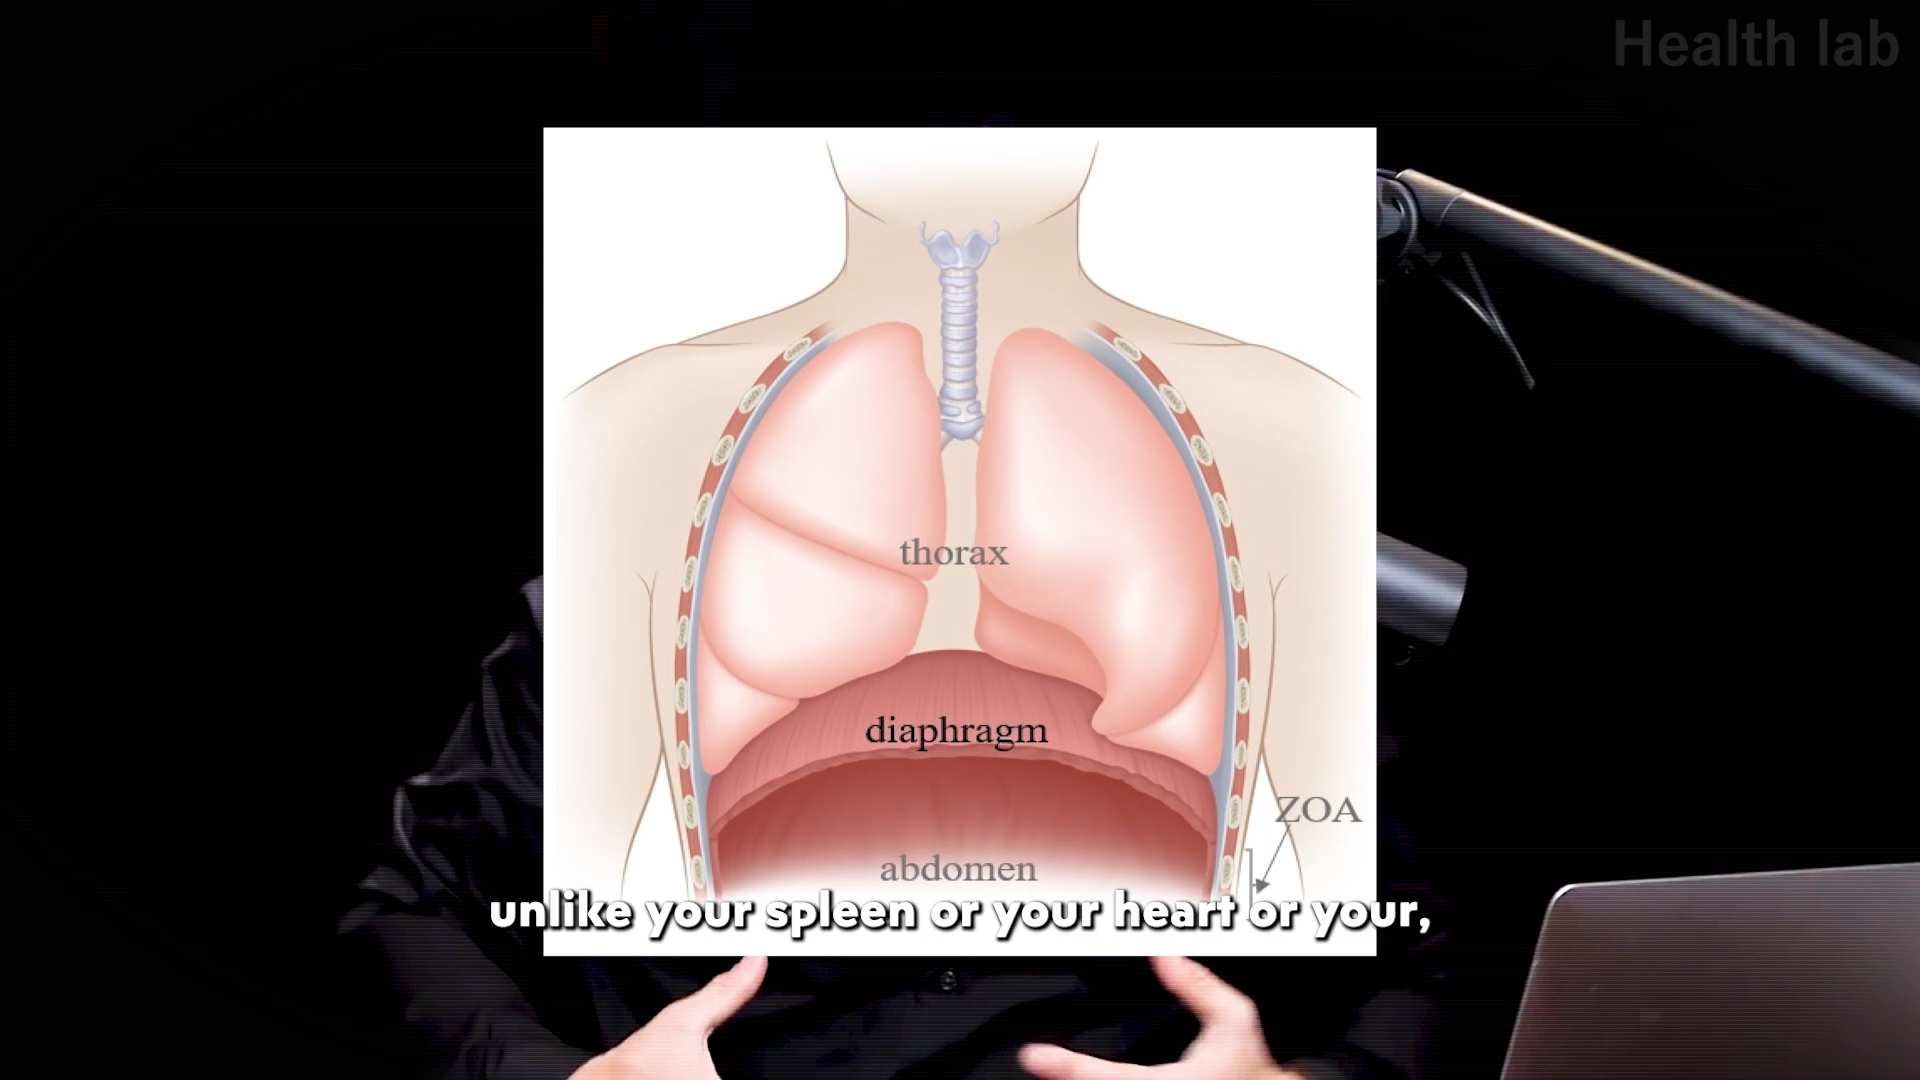 Health lab
thorax
diaphragm
ZOA
abdomen
unlike your spleen or your heart or your,